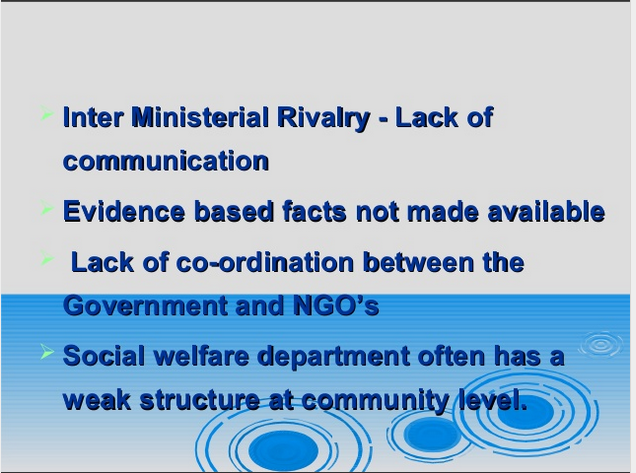 Inter Ministerial Rivalry - Lack of
communication
Evidence based facts not made available
Lack of co-ordination between the
Government and NGO’s
Social welfare department often has a
weak structure at community level.